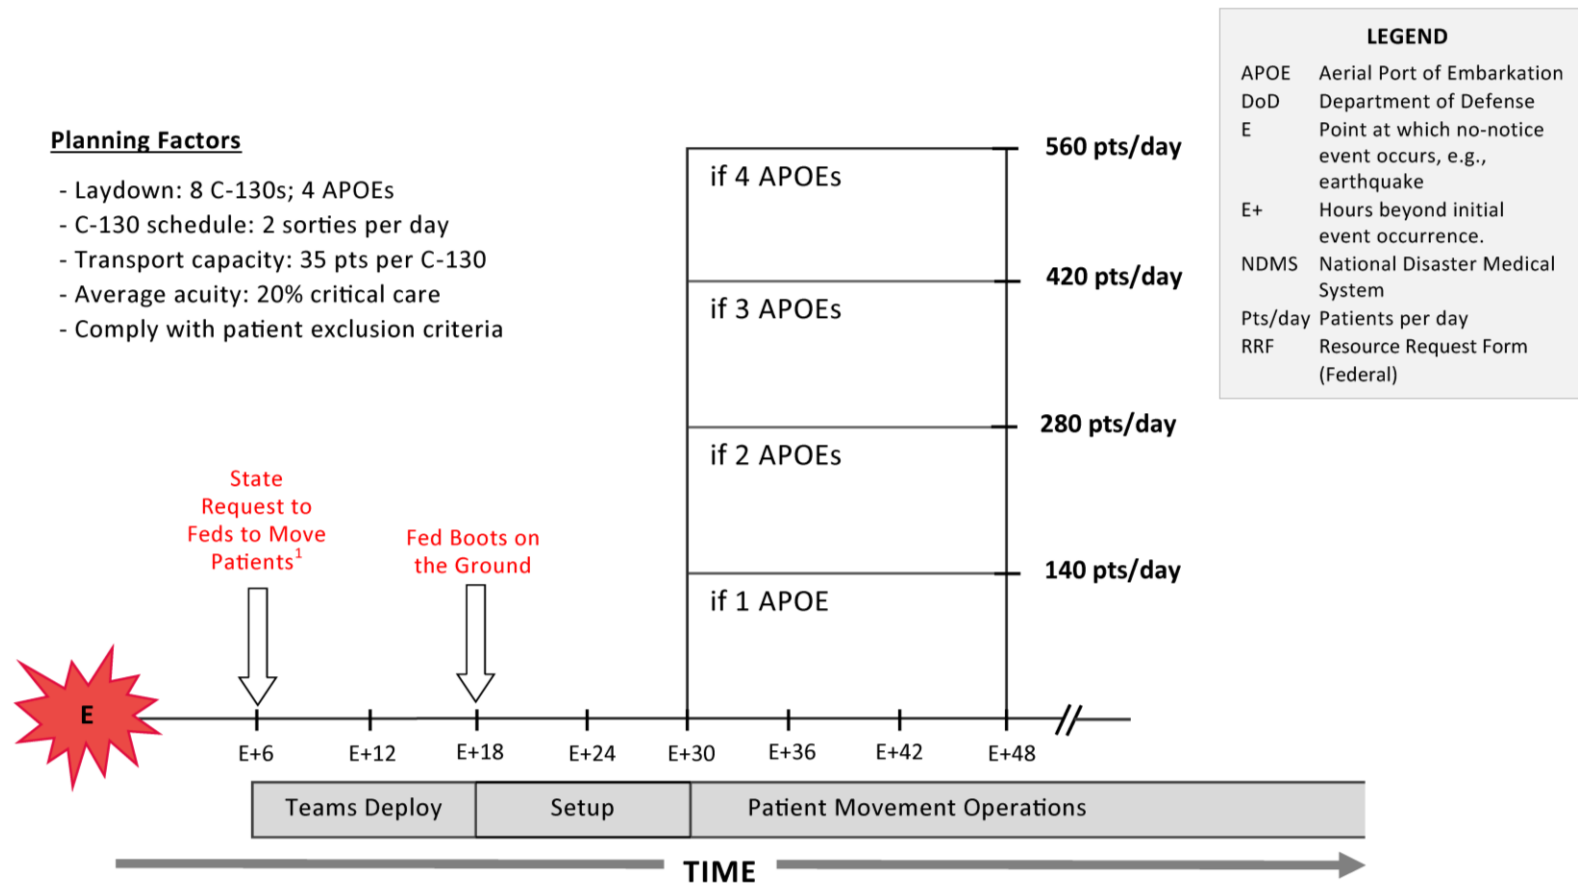 LEGEND
APOE Aerial Port of Embarkation
DoD Department of Defense
E Point at which no-notice
event occurs, e.g.,
earthquake
E+ Hours beyond initial
event occurrence.
NDMS National Disaster Medical
System
Pts/day Patients per day
RRF Resource Request Form
(Federal)
Planning Factors
- Laydown: 8 C-130s; 4 APOEs
- C-130 schedule: 2 sorties per day
- Transport capacity: 35 pts per C-130
- Average acuity: 20% critical care
- Comply with patient exclusion criteria
560 pts/day
if 4 APOEs
420 pts/day
if 3 APOEs
280 pts/day
if 2 APOEs
140 pts/day
if 1 APOE
State
Request to
Feds to Move
Patients¹
Fed Boots on
the Ground
E
E+6 E+12 E+18 E+24 E+30 E+36 E+42 E+48
Teams Deploy Setup Patient Movement Operations
TIME